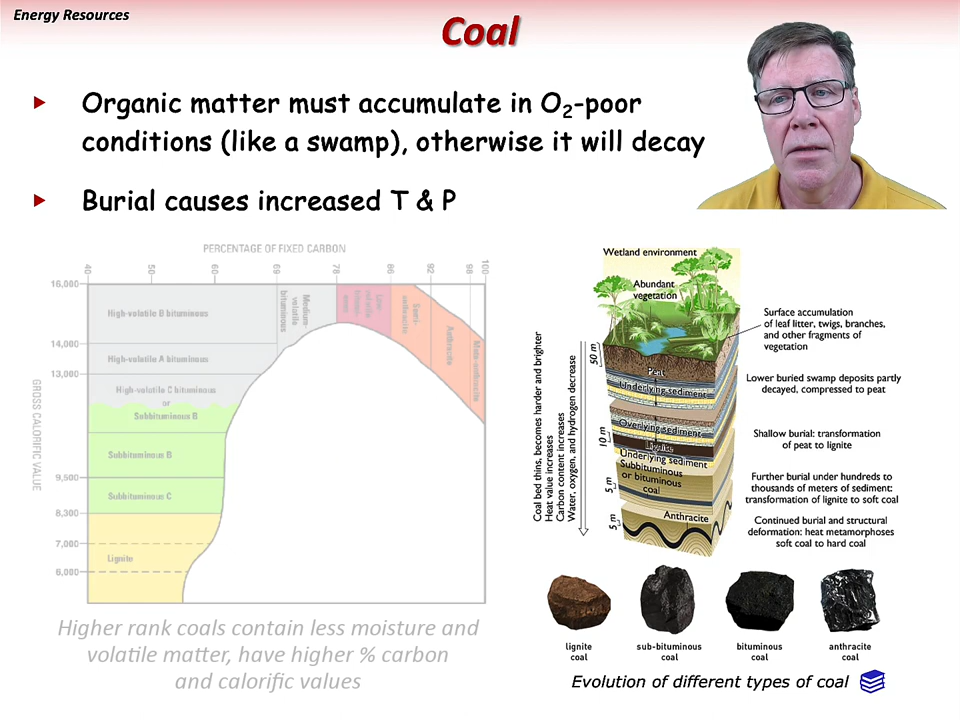 Energy Resources
Coal
Organic matter must accumulate in O₂-poor
conditions (like a swamp), otherwise it will decay
Burial causes increased T & P
PERCENTAGE OF FIXED CARBON
40 50 60 69 78 86 92 98 100
GROSS CALORIFIC VALUE
16,000
14,000
13,000
9,500
8,300
7,000
6,000
High-volatile B bituminous
High-volatile A bituminous
High-volatile C bituminous
or
Subbituminous B
Subbituminous B
Subbituminous C
Lignite
Medium-
volatile
bituminous
Anthracite
Meta-anthracite
Higher rank coals contain less moisture and
volatile matter, have higher % carbon
and calorific values
Wetland environment
Abundant
vegetation
50 m
Peat
Underlying sediment
Overlying sediment
10 m
Lignite
Underlying sediment
Subbituminous
or bituminous
coal
5 m
Anthracite
5 m
Coal bed thins, becomes harder and brighter
Heat value increases
Carbon content increases
Water, oxygen, and hydrogen decrease
Surface accumulation
of leaf litter, twigs, branches,
and other fragments of
vegetation
Lower buried swamp deposits partly
decayed, compressed to peat
Shallow burial: transformation
of peat to lignite
Further burial under hundreds to
thousands of meters of sediment:
transformation of lignite to soft coal
Continued burial and structural
deformation: heat metamorphoses
soft coal to hard coal
lignite
coal
sub-bituminous
coal
bituminous
coal
anthracite
coal
Evolution of different types of coal